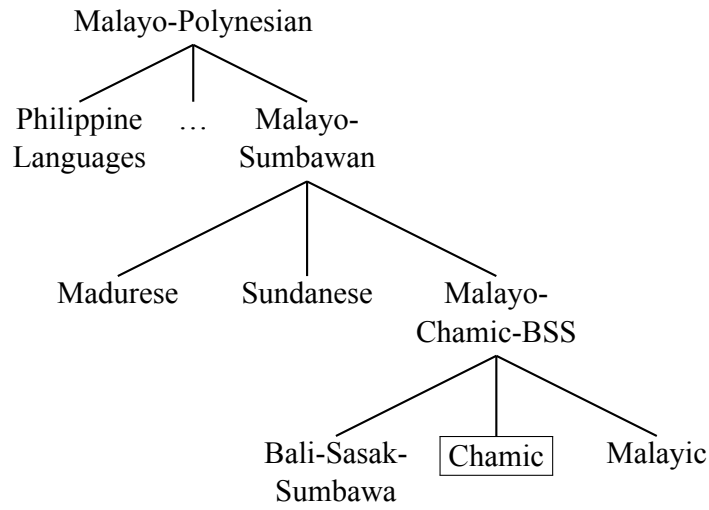 Malayo-Polynesian
Philippine … Malayo-
Languages Sumbawan
Madurese Sundanese Malayo-
Chamic-BSS
Bali-Sasak- Chamic Malayic
Sumbawa